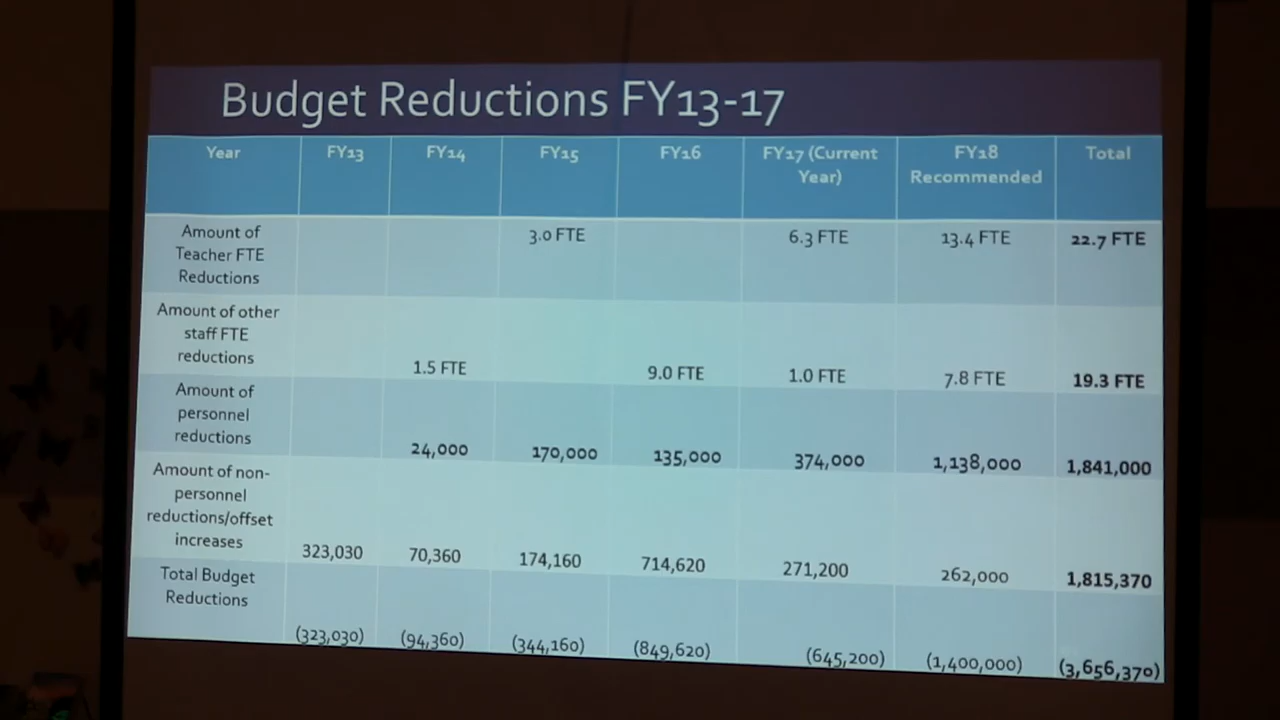 Budget Reductions FY13-17
Year FY13 FY14 FY15 FY16 FY17 (Current Year) FY18 Recommended Total
Amount of Teacher FTE Reductions 3.0 FTE 6.3 FTE 13.4 FTE 22.7 FTE
Amount of other staff FTE reductions 1.5 FTE 9.0 FTE 1.0 FTE 7.8 FTE 19.3 FTE
Amount of personnel reductions 24,000 170,000 135,000 374,000 1,138,000 1,841,000
Amount of non-personnel reductions/offset increases 323,030 70,360 174,160 714,620 271,200 262,000 1,815,370
Total Budget Reductions (323,030) (94,360) (344,160) (849,620) (645,200) (1,400,000) (3,656,370)